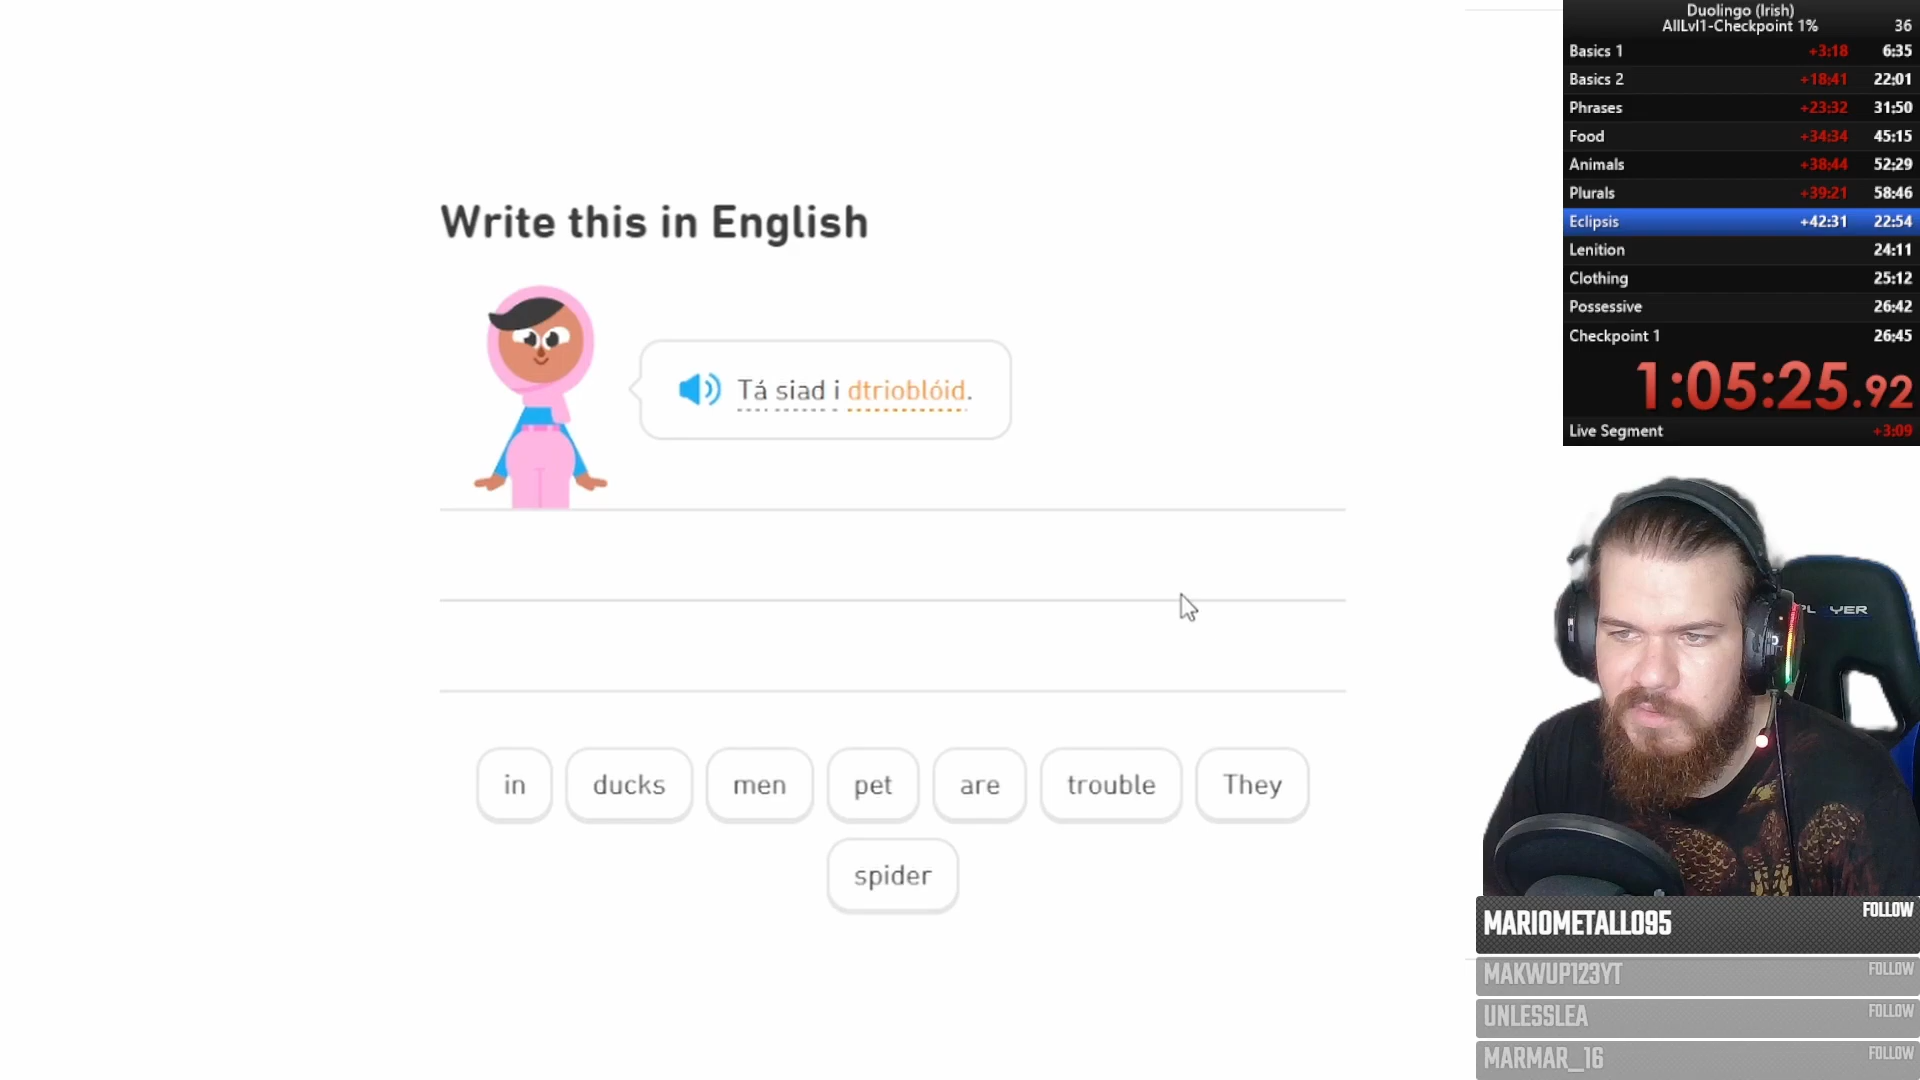 Write this in English
Tá siad i dtrioblóid.
in ducks men pet are trouble They
spider
Duolingo (Irish)
AllLvl1-Checkpoint 1% 36
Basics 1 +3:18 6:35
Basics 2 +18:41 22:01
Phrases +23:32 31:50
Food +34:34 45:15
Animals +38:44 52:29
Plurals +39:21 58:46
Eclipsis +42:31 22:54
Lenition 24:11
Clothing 25:12
Possessive 26:42
Checkpoint 1 26:45
1:05:25.92
Live Segment +3:09
MARIOMETALLO95 FOLLOW
MAKWUP123YT FOLLOW
UNLESSLEA FOLLOW
MARMAR_16 FOLLOW